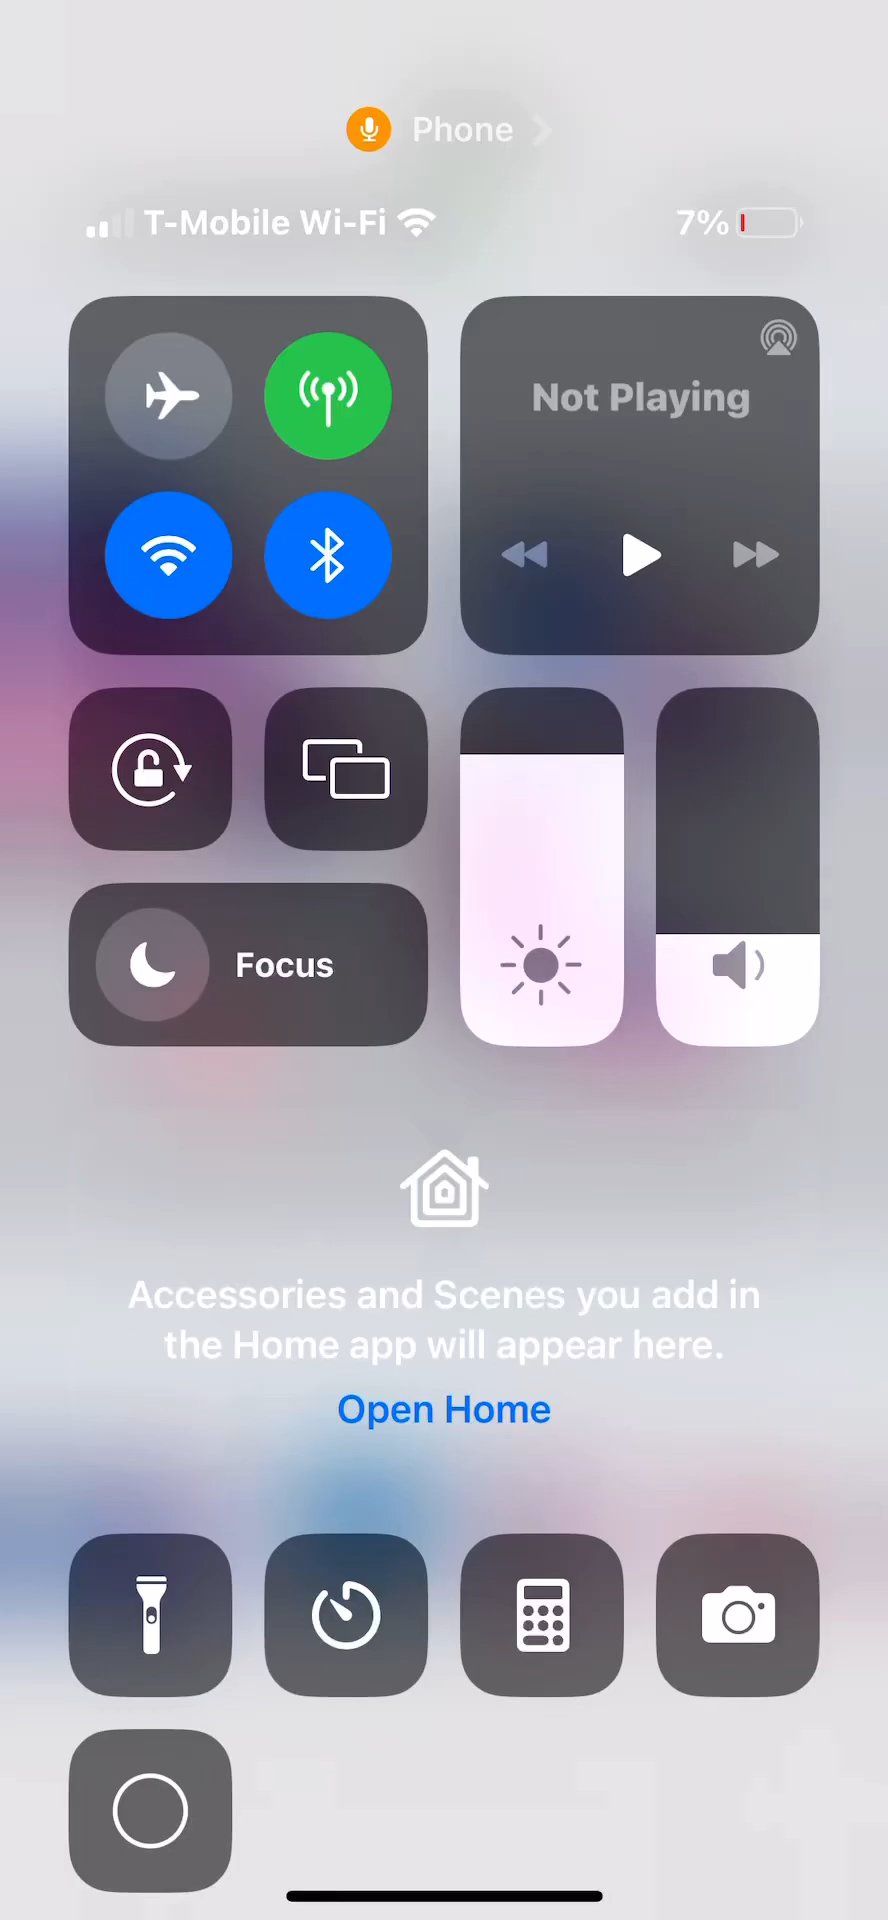 Phone
T-Mobile Wi-Fi
7%
Not Playing
Focus
Accessories and Scenes you add in
the Home app will appear here.
Open Home